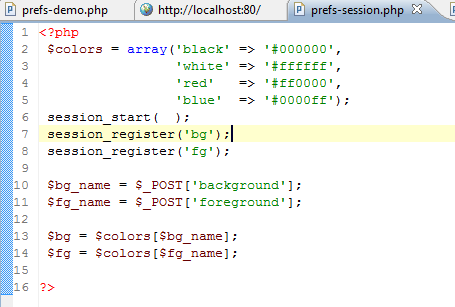 prefs-demo.php http://localhost:80/ prefs-session.php
1 <?php
2 $colors = array('black' => '#000000',
3 'white' => '#ffffff',
4 'red' => '#ff0000',
5 'blue' => '#0000ff');
6 session_start( );
7 session_register('bg');
8 session_register('fg');
9
10 $bg_name = $_POST['background'];
11 $fg_name = $_POST['foreground'];
12
13 $bg = $colors[$bg_name];
14 $fg = $colors[$fg_name];
15
16 ?>